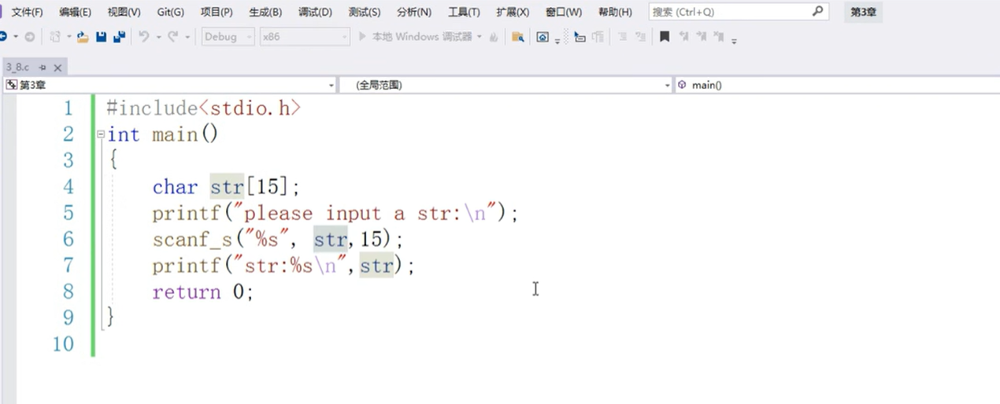 文件(F) 编辑(E) 视图(V) Git(G) 项目(P) 生成(B) 调试(D) 测试(S) 分析(N) 工具(T) 扩展(X) 窗口(W) 帮助(H) 搜索 (Ctrl+Q) 第3章
Debug x86 本地 Windows 调试器
3_8.c
第3章 (全局范围) main()
1 #include<stdio.h>
2 int main()
3 {
4 char str[15];
5 printf("please input a str:\n");
6 scanf_s("%s", str,15);
7 printf("str:%s\n",str);
8 return 0;
9 }
10